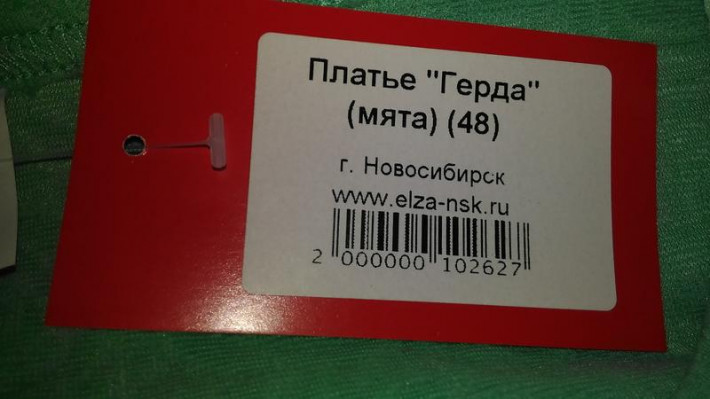 Платье "Герда"
(мята) (48)
г. Новосибирск
www.elza-nsk.ru
2 000000 102627